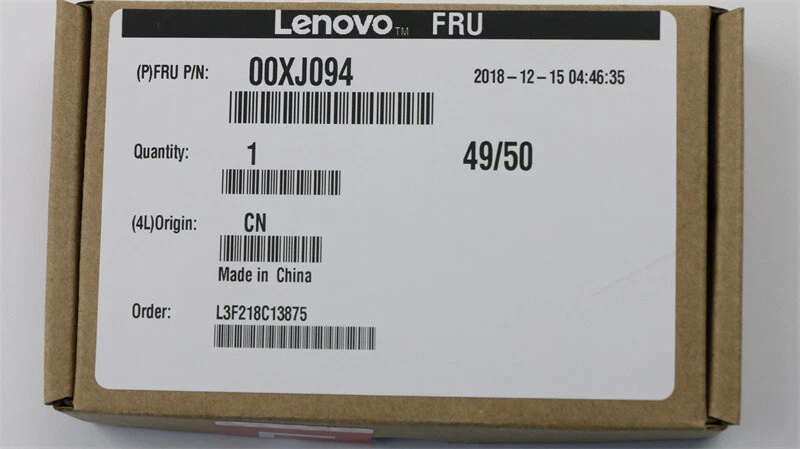 Lenovo™ FRU
(P)FRU P/N: 00XJ094 2018-12-15 04:46:35
Quantity: 1 49/50
(4L)Origin: CN
Made in China
Order: L3F218C13875